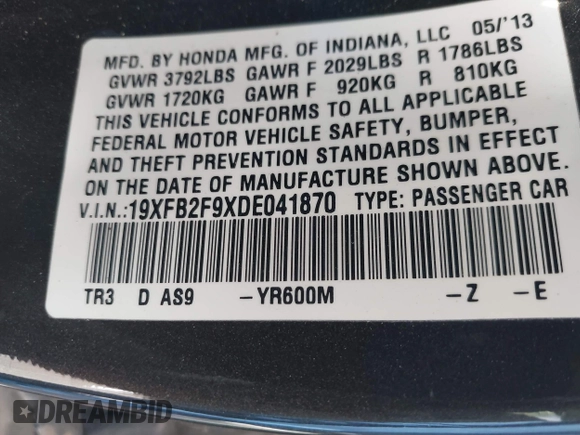 MFD. BY HONDA MFG. OF INDIANA, LLC 05/'13
GVWR 3792LBS GAWR F 2029LBS R 1786LBS
GVWR 1720KG GAWR F 920KG R 810KG
THIS VEHICLE CONFORMS TO ALL APPLICABLE
FEDERAL MOTOR VEHICLE SAFETY, BUMPER,
AND THEFT PREVENTION STANDARDS IN EFFECT
ON THE DATE OF MANUFACTURE SHOWN ABOVE.
V.I.N.:19XFB2F9XDE041870 TYPE: PASSENGER CAR
TR3 D AS9 -YR600M -Z -E
DREAMBID